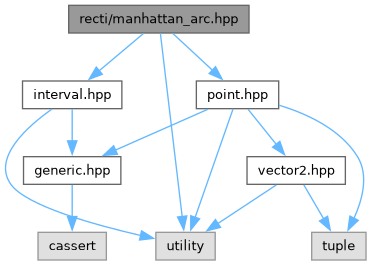 recti/manhattan_arc.hpp
interval.hpp
point.hpp
generic.hpp
vector2.hpp
cassert
utility
tuple